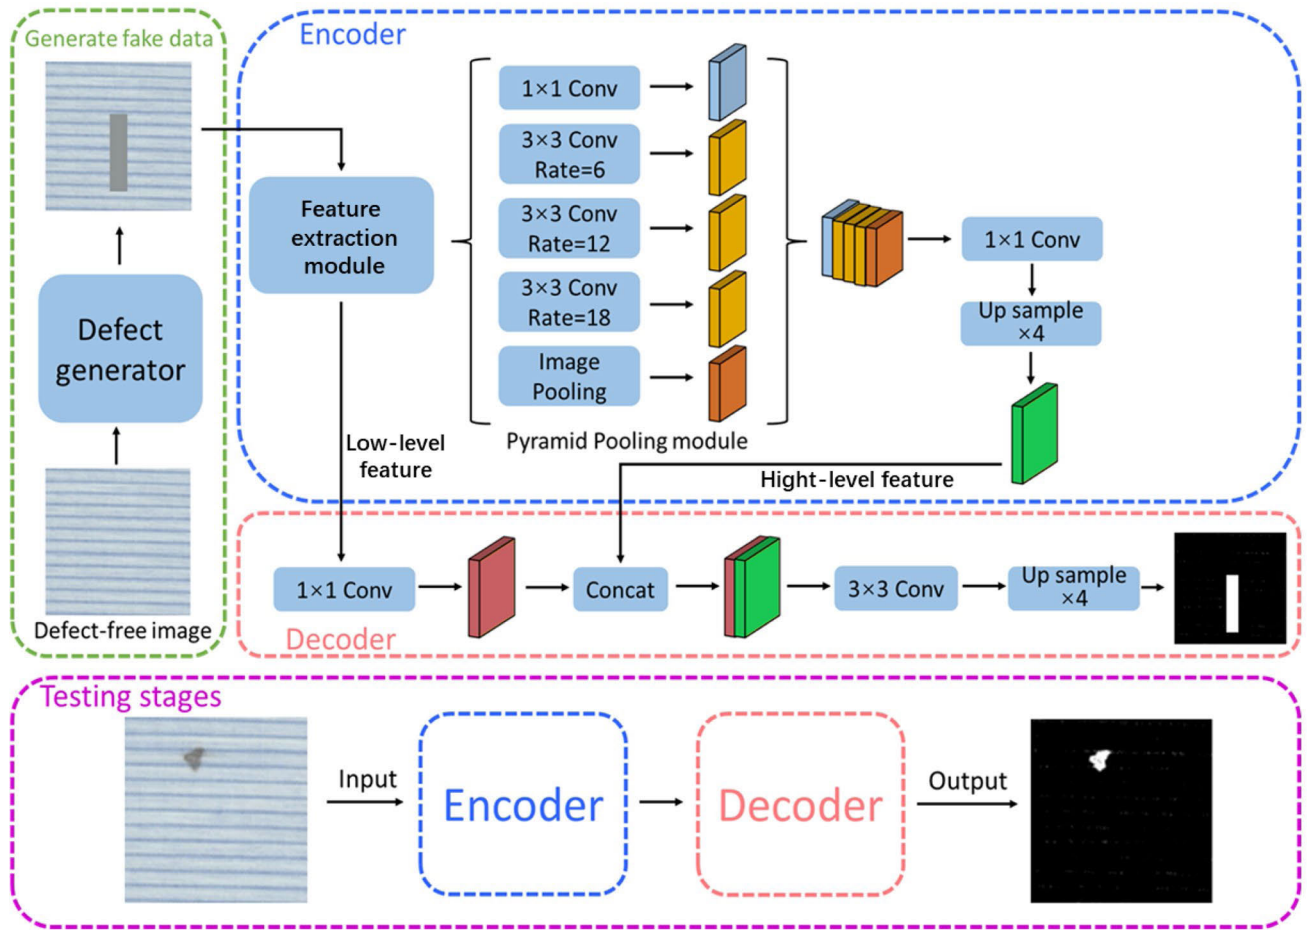 Generate fake data
Defect
generator
Defect-free image
Encoder
Feature
extraction
module
1×1 Conv
3×3 Conv
Rate=6
3×3 Conv
Rate=12
3×3 Conv
Rate=18
Image
Pooling
Pyramid Pooling module
1×1 Conv
Up sample
×4
Low-level
feature
Hight-level feature
1×1 Conv
Concat
3×3 Conv
Up sample
×4
Decoder
Testing stages
Input
Encoder
Decoder
Output